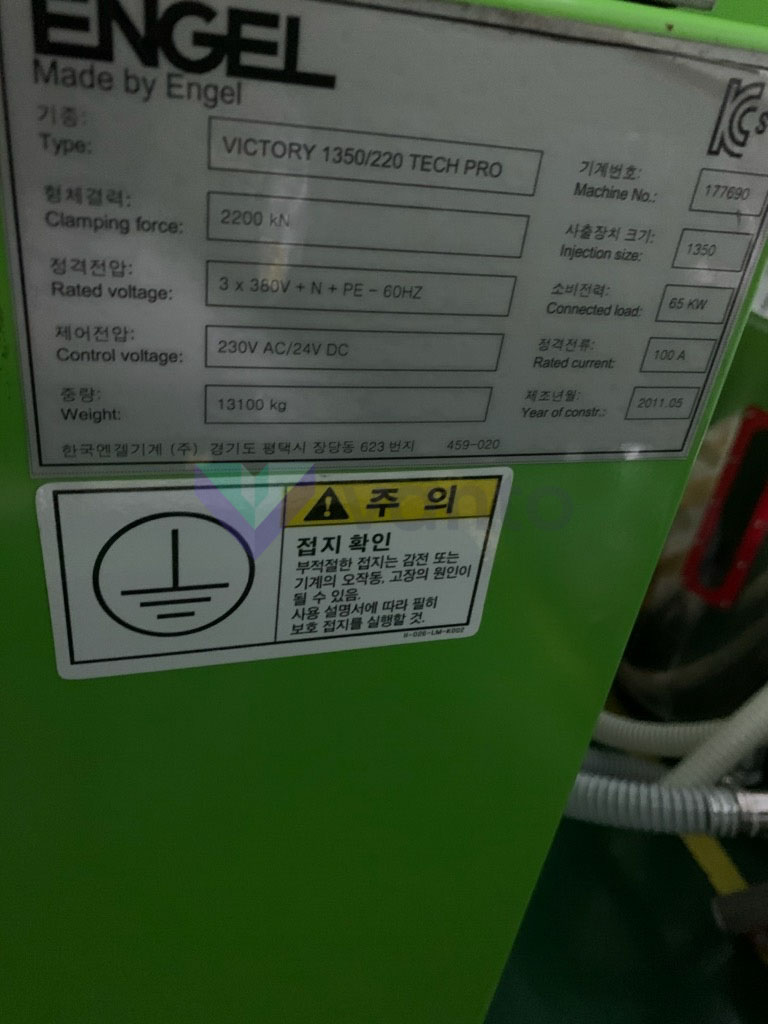 ENGEL
Made by Engel
기종:
Type: VICTORY 1350/220 TECH PRO
형체결력:
Clamping force: 2200 kN
정격전압:
Rated voltage: 3 x 380V + N + PE - 60HZ
제어전압:
Control voltage: 230V AC/24V DC
중량:
Weight: 13100 kg
기계번호:
Machine No.: 177690
사출장치 크기:
Injection size: 1350
소비전력:
Connected load: 65 KW
정격전류:
Rated current: 100 A
제조년월:
Year of constr.: 2011.05
한국엔겔기계 (주) 경기도 평택시 장당동 623 번지 459-020
주 의
접지 확인
부적절한 접지는 감전 또는
기계의 오작동, 고장의 원인이
될 수 있음.
사용 설명서에 따라 필히
보호 접지를 실행할 것.